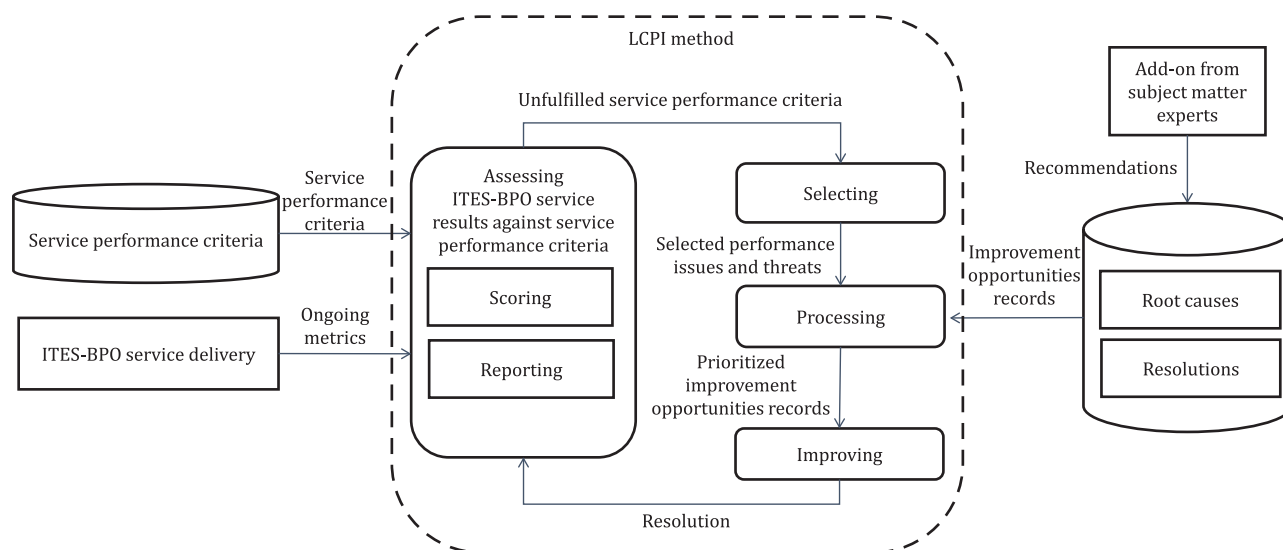 LCPI method
Unfulfilled service performance criteria
Add-on from
subject matter
experts
Recommendations
Service
performance
criteria
Service performance criteria
Assessing
ITES-BPO service
results against service
performance criteria
Scoring
Reporting
Ongoing
metrics
ITES-BPO service delivery
Selecting
Selected performance
issues and threats
Processing
Improvement
opportunities
records
Root causes
Resolutions
Prioritized
improvement
opportunities records
Improving
Resolution